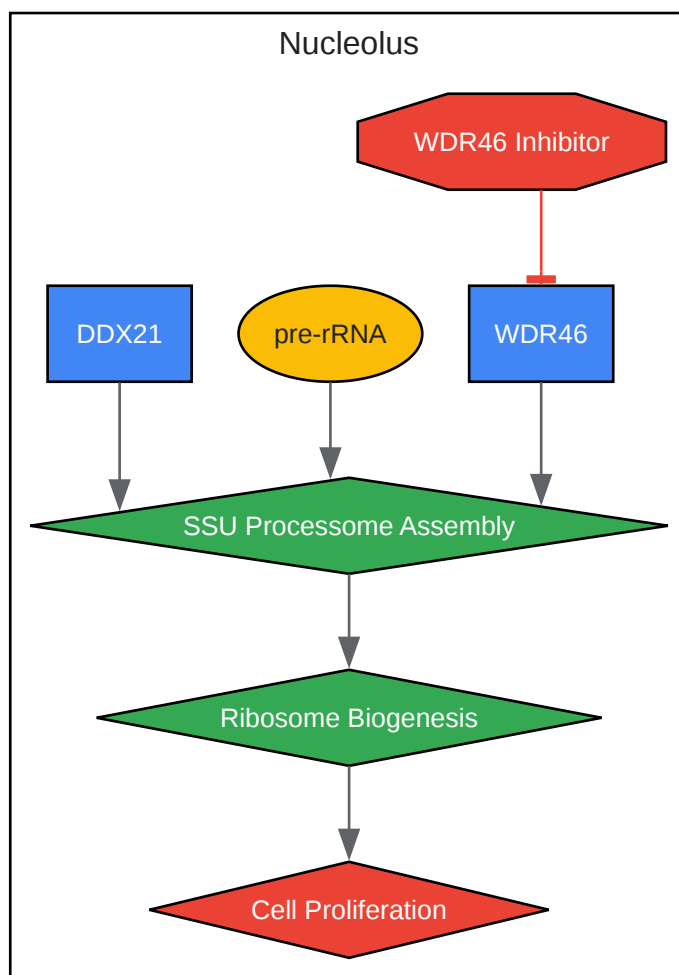 Nucleolus
WDR46 Inhibitor
DDX21
pre-rRNA
WDR46
SSU Processome Assembly
Ribosome Biogenesis
Cell Proliferation